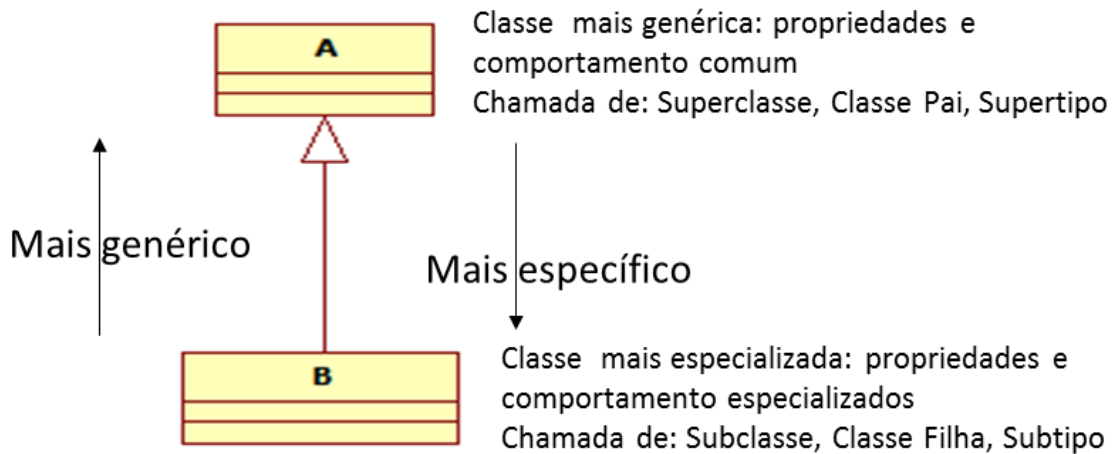 A
Classe mais genérica: propriedades e
comportamento comum
Chamada de: Superclasse, Classe Pai, Supertipo
Mais genérico
Mais específico
B
Classe mais especializada: propriedades e
comportamento especializados
Chamada de: Subclasse, Classe Filha, Subtipo